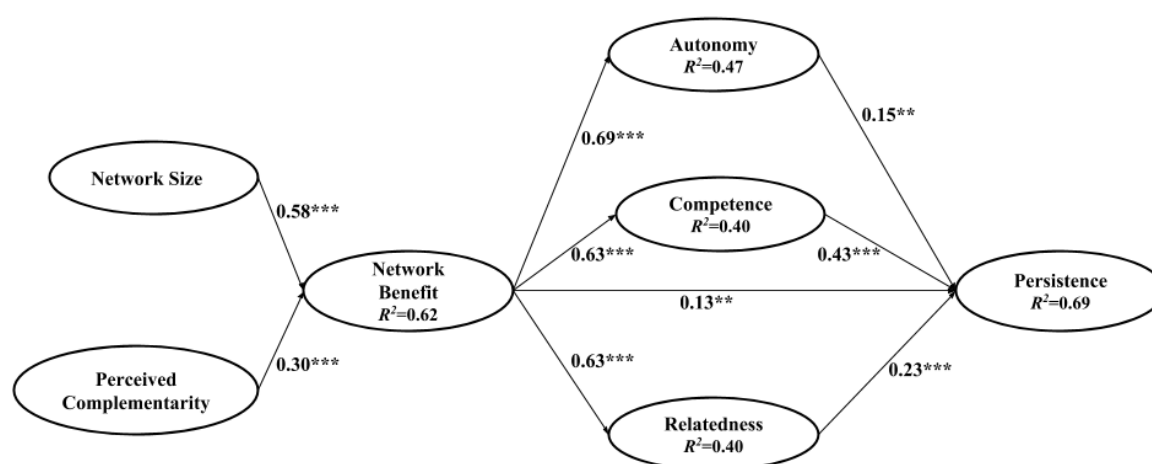 Autonomy
R²=0.47
0.15**
0.69***
Network Size
Competence
R²=0.40
0.58***
0.63***
0.43***
Network
Benefit
R²=0.62
Persistence
R²=0.69
0.13**
0.63***
0.30***
0.23***
Perceived
Complementarity
Relatedness
R²=0.40